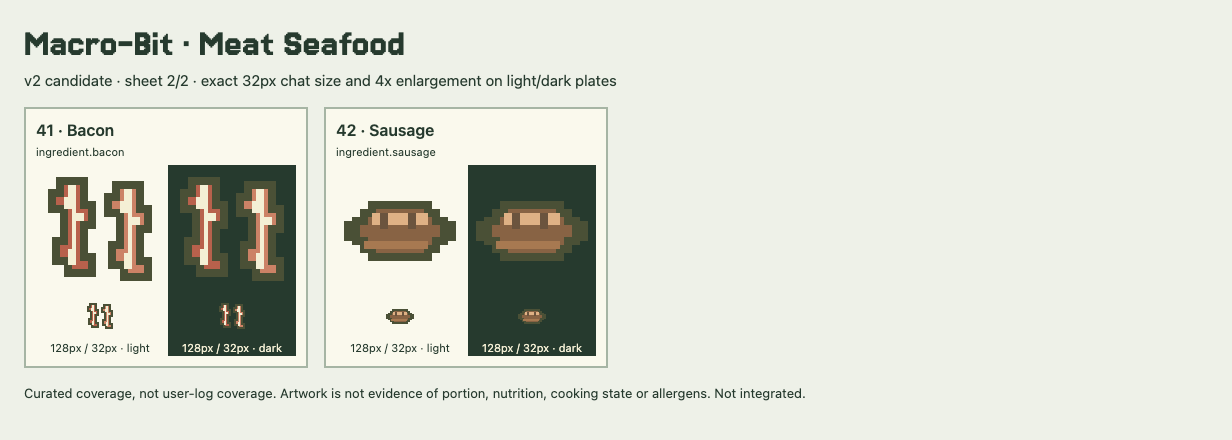 Macro-Bit · Meat Seafood
v2 candidate · sheet 2/2 · exact 32px chat size and 4x enlargement on light/dark plates
41 · Bacon
ingredient.bacon
128px / 32px · light
128px / 32px · dark
42 · Sausage
ingredient.sausage
128px / 32px · light
128px / 32px · dark
Curated coverage, not user-log coverage. Artwork is not evidence of portion, nutrition, cooking state or allergens. Not integrated.